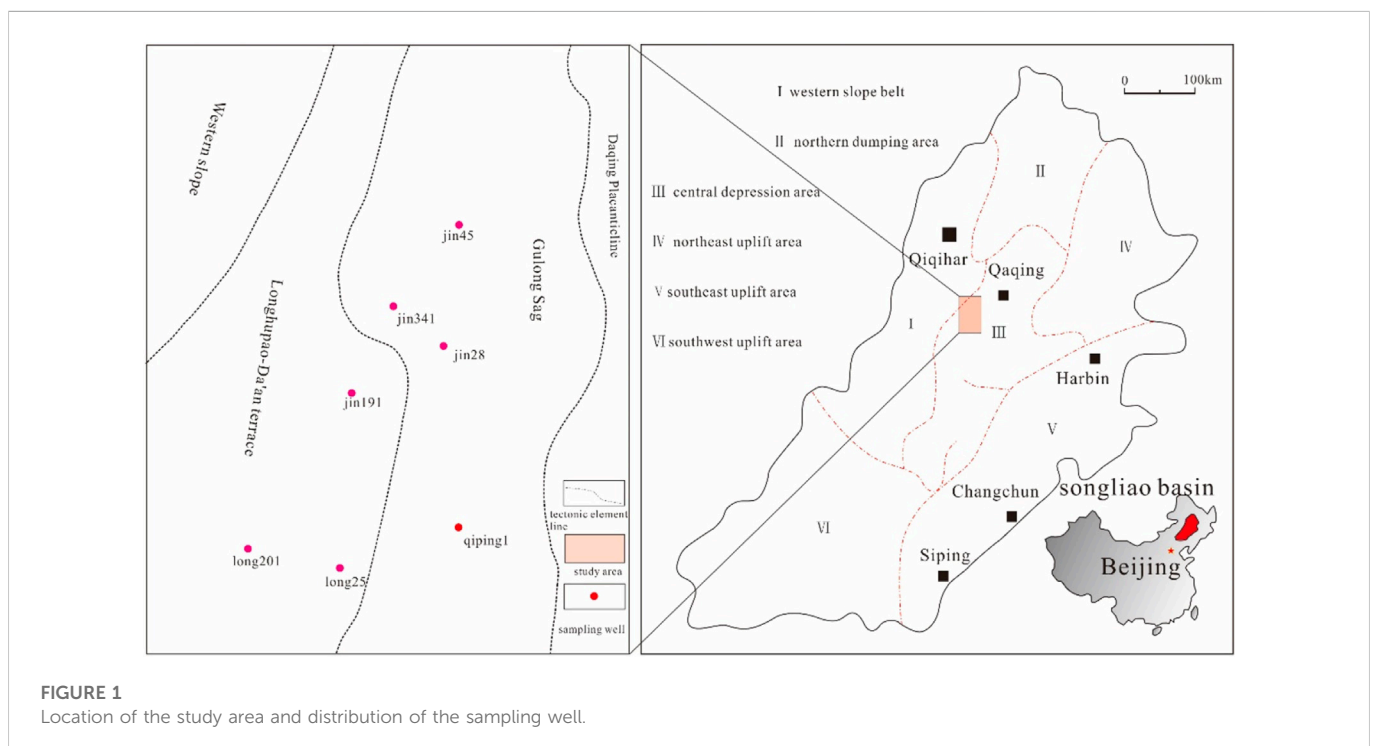 Western slope
Longhupao-Da'an terrace
Gulong Sag
Daqing Placanticline
jin45
jin341
jin28
jin191
qiping1
long201
long25
tectonic element
line
study area
sampling well
0 100km
I western slope belt
II northern dumping area
III central depression area
IV northeast uplift area
V southeast uplift area
VI southwest uplift area
II
IV
Qiqihar
Qaqing
I
III
Harbin
V
Changchun
songliao basin
VI
Siping
Beijing
FIGURE 1
Location of the study area and distribution of the sampling well.